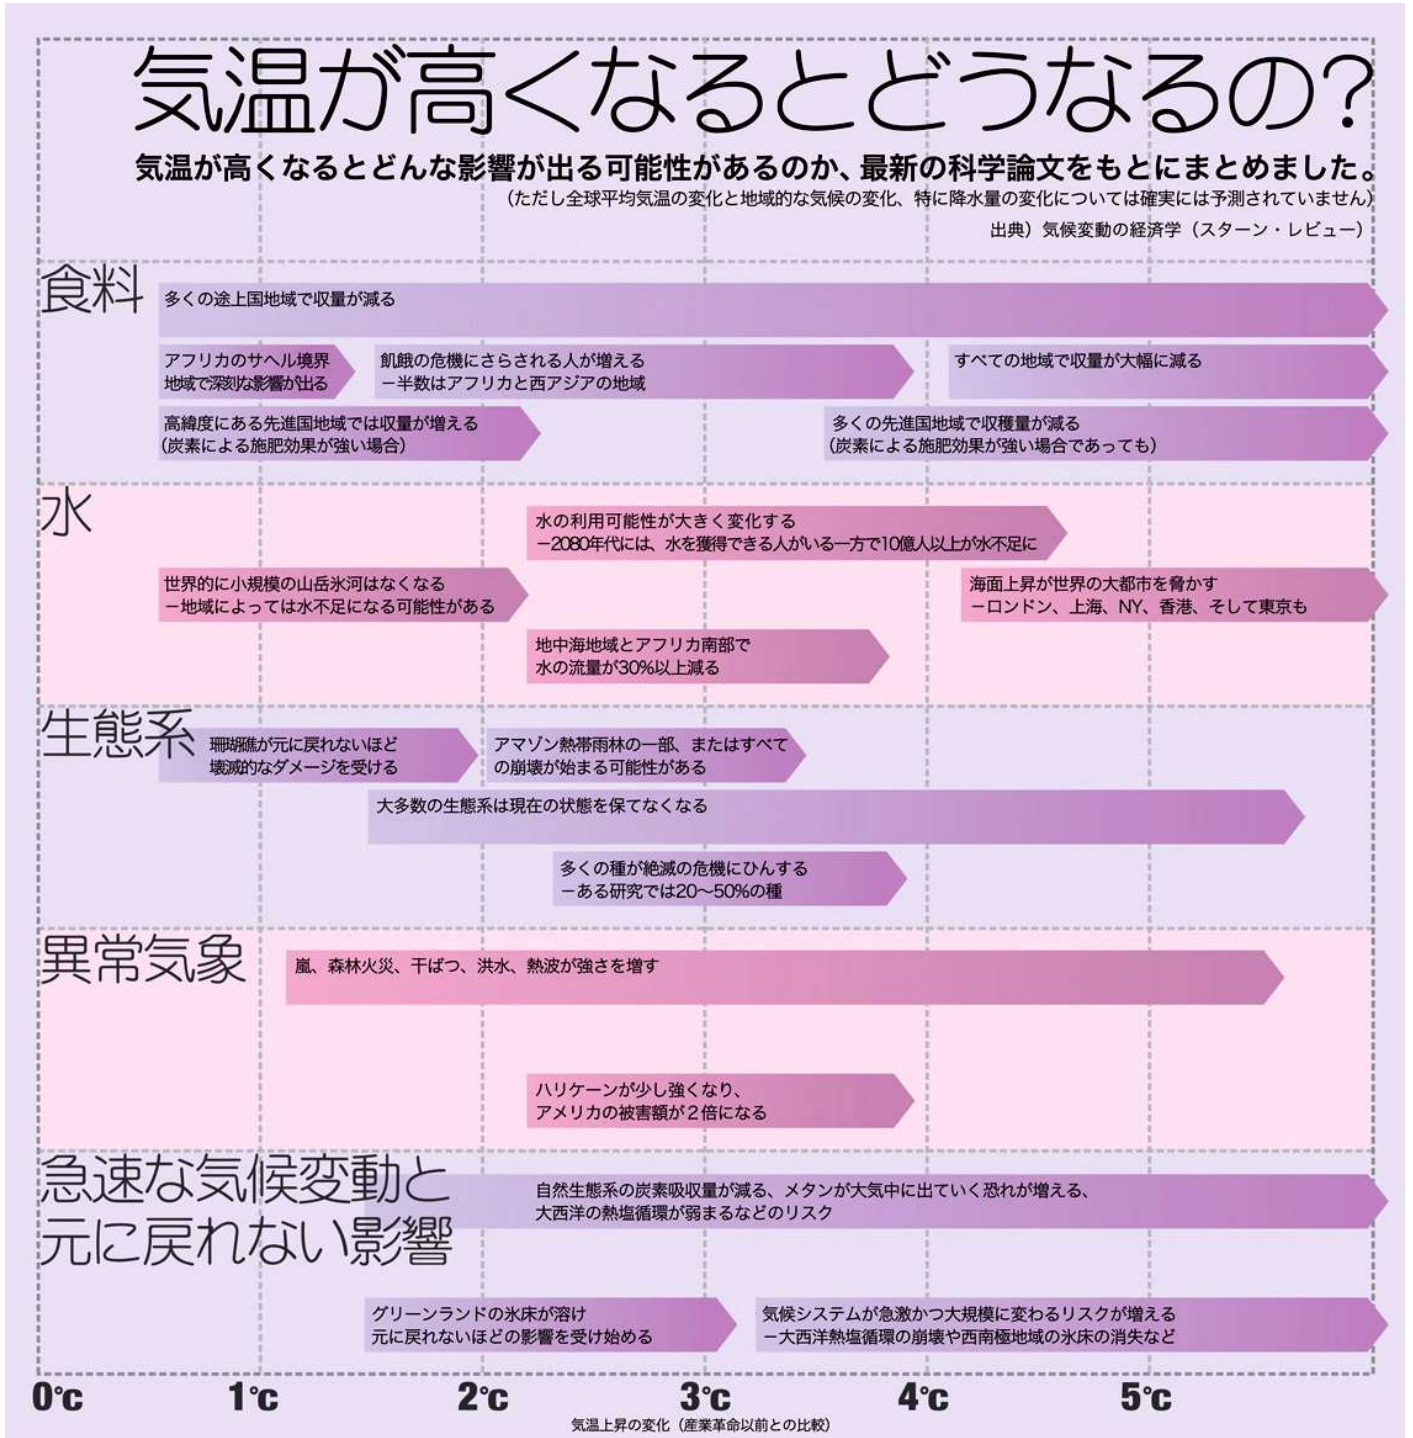 気温が高くなるとどうなるの?
気温が高くなるとどんな影響が出る可能性があるのか、最新の科学論文をもとにまとめました。
(ただし全球平均気温の変化と地域的な気候の変化、特に降水量の変化については確実には予測されていません)
出典）気候変動の経済学（スターン・レビュー）
食料
多くの途上国地域で収量が減る
アフリカのサヘル境界
地域で深刻な影響が出る
飢餓の危機にさらされる人が増える
－半数はアフリカと西アジアの地域
すべての地域で収量が大幅に減る
高緯度にある先進国地域では収量が増える
(炭素による施肥効果が強い場合)
多くの先進国地域で収穫量が減る
(炭素による施肥効果が強い場合であっても)
水
水の利用可能性が大きく変化する
－2080年代には、水を獲得できる人がいる一方で10億人以上が水不足に
世界的に小規模の山岳氷河はなくなる
－地域によっては水不足になる可能性がある
海面上昇が世界の大都市を脅かす
－ロンドン、上海、NY、香港、そして東京も
地中海地域とアフリカ南部で
水の流量が30%以上減る
生態系
珊瑚礁が元に戻れないほど
壊滅的なダメージを受ける
アマゾン熱帯雨林の一部、またはすべて
の崩壊が始まる可能性がある
大多数の生態系は現在の状態を保てなくなる
多くの種が絶滅の危機にひんする
－ある研究では20〜50%の種
異常気象
嵐、森林火災、干ばつ、洪水、熱波が強さを増す
ハリケーンが少し強くなり、
アメリカの被害額が２倍になる
急速な気候変動と
元に戻れない影響
自然生態系の炭素吸収量が減る、メタンが大気中に出ていく恐れが増える、
大西洋の熱塩循環が弱まるなどのリスク
グリーンランドの氷床が溶け
元に戻れないほどの影響を受け始める
気候システムが急激かつ大規模に変わるリスクが増える
－大西洋熱塩循環の崩壊や西南極地域の氷床の消失など
0℃ 1℃ 2℃ 3℃ 4℃ 5℃
気温上昇の変化（産業革命以前との比較）